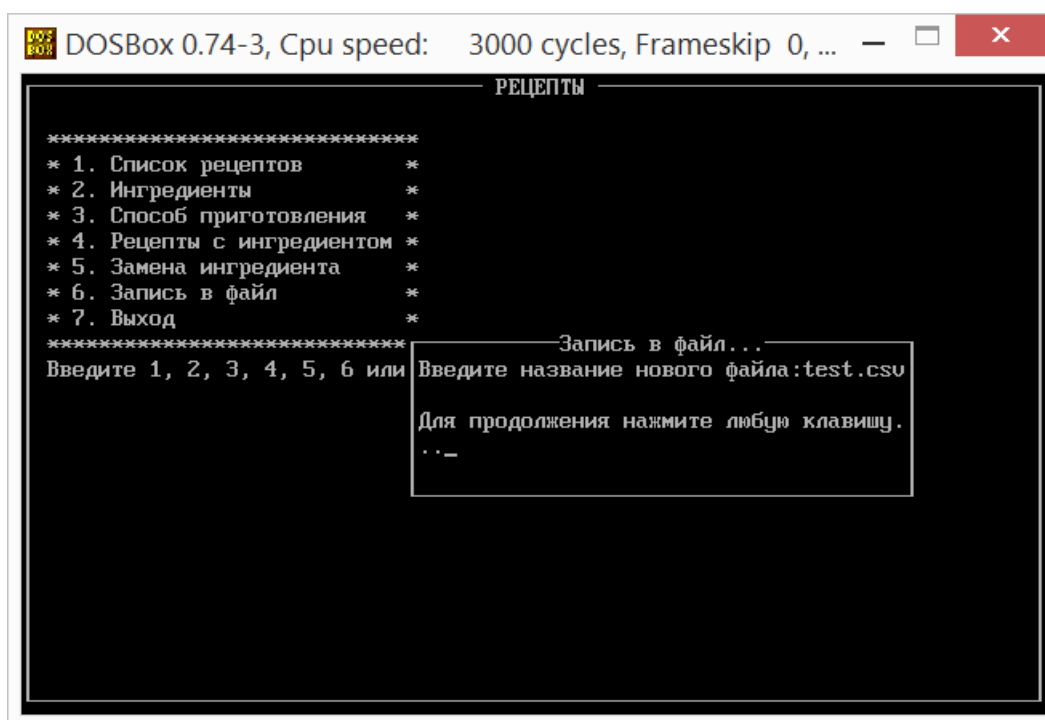 DOS
BOX
DOSBox 0.74-3, Cpu speed: 3000 cycles, Frameskip 0, ...
РЕЦЕПТЫ
*****************************
* 1. Список рецептов *
* 2. Ингредиенты *
* 3. Способ приготовления *
* 4. Рецепты с ингредиентом *
* 5. Замена ингредиента *
* 6. Запись в файл *
* 7. Выход *
****************************
Введите 1, 2, 3, 4, 5, 6 или
Запись в файл...
Введите название нового файла:test.csv
Для продолжения нажмите любую клавишу.
.._